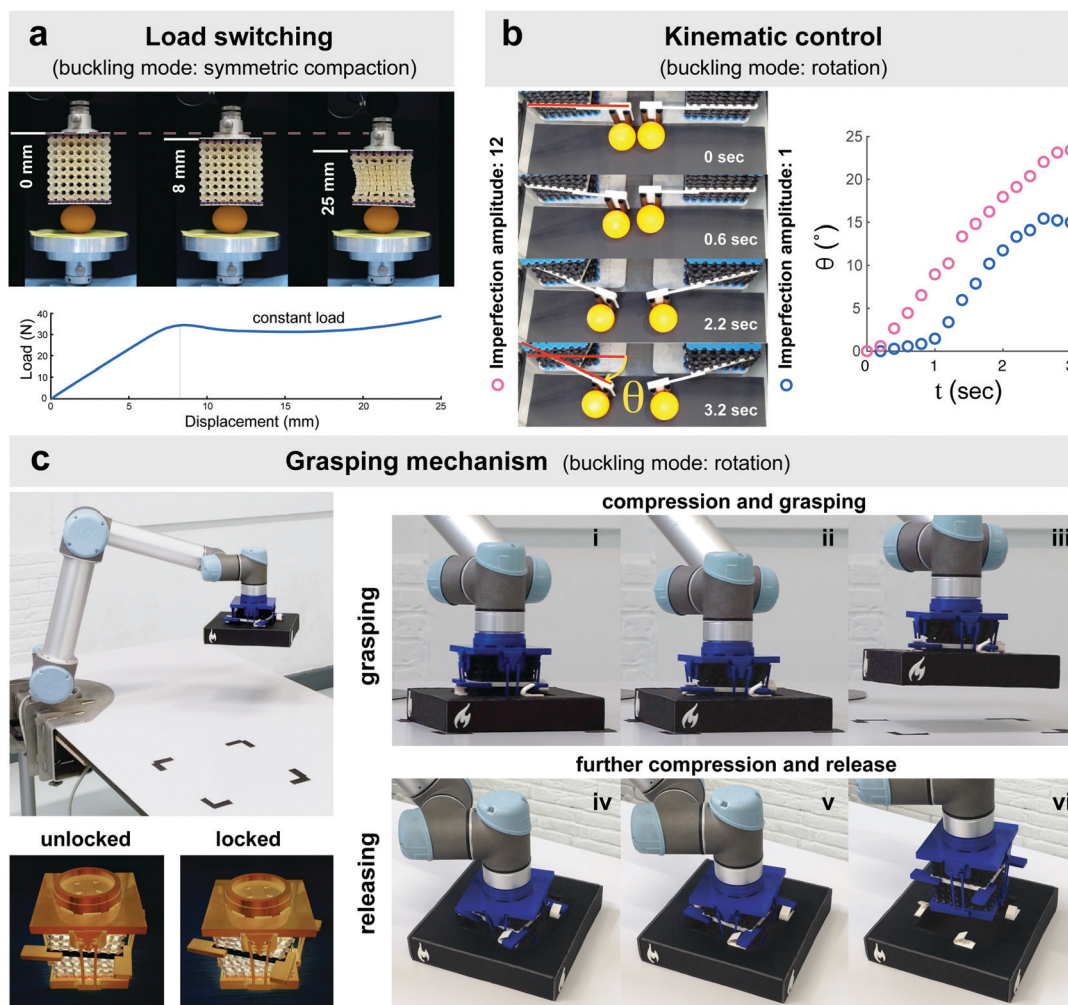 a
Load switching
(buckling mode: symmetric compaction)
0 mm
8 mm
25 mm
Load (N)
40
30
20
10
0
constant load
0 5 10 15 20 25
Displacement (mm)
b
Kinematic control
(buckling mode: rotation)
Imperfection amplitude: 12
0 sec
0.6 sec
2.2 sec
θ
3.2 sec
Imperfection amplitude: 1
θ (°)
25
20
15
10
5
0
0 1 2 3
t (sec)
c
Grasping mechanism (buckling mode: rotation)
unlocked
locked
compression and grasping
grasping
i
ii
iii
further compression and release
releasing
iv
v
vi